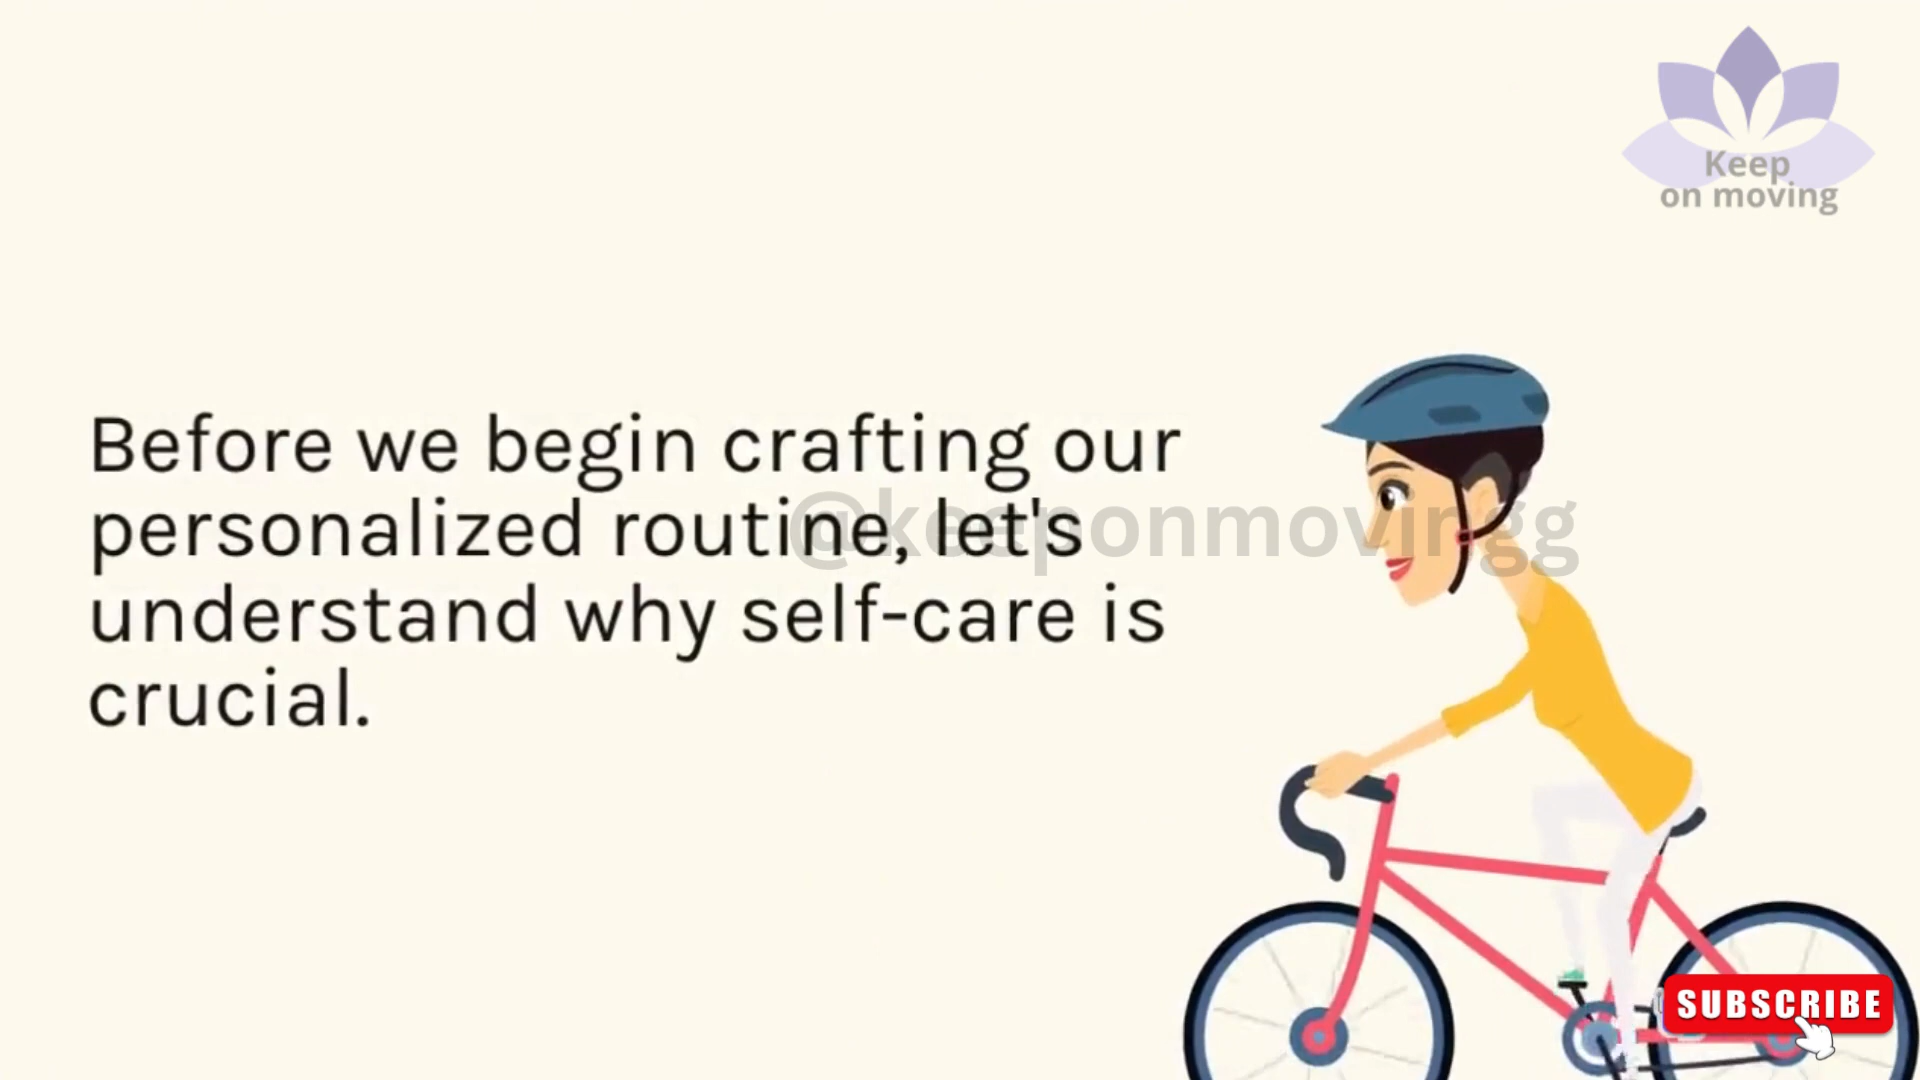 Keep
on moving
Before we begin crafting our
personalized routine, let's
understand why self-care is
crucial.
@keeponmovingg
SUBSCRIBE